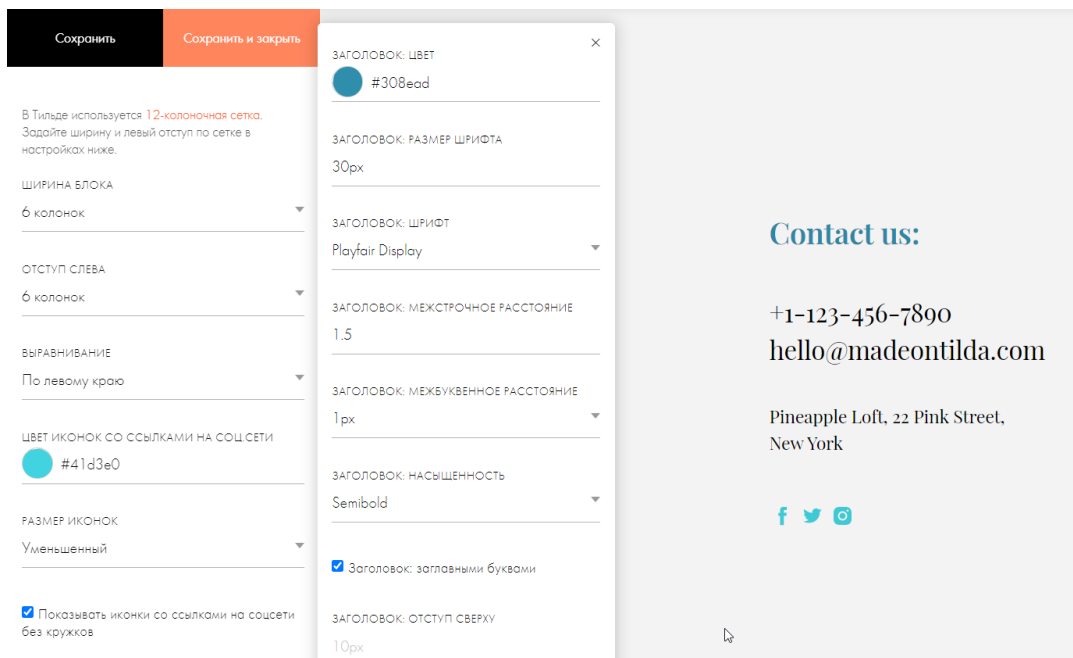 Сохранить
Сохранить и закрыть
В Тильде используется 12-колоночная сетка.
Задайте ширину и левый отступ по сетке в
настройках ниже.
ШИРИНА БЛОКА
6 колонок
ОТСТУП СЛЕВА
6 колонок
ВЫРАВНИВАНИЕ
По левому краю
ЦВЕТ ИКОНОК СО ССЫЛКАМИ НА СОЦ.СЕТИ
#41d3e0
РАЗМЕР ИКОНОК
Уменьшенный
Показывать иконки со ссылками на соцсети
без кружков
ЗАГОЛОВОК: ЦВЕТ
#308ead
ЗАГОЛОВОК: РАЗМЕР ШРИФТА
30px
ЗАГОЛОВОК: ШРИФТ
Playfair Display
ЗАГОЛОВОК: МЕЖСТРОЧНОЕ РАССТОЯНИЕ
1.5
ЗАГОЛОВОК: МЕЖБУКВЕННОЕ РАССТОЯНИЕ
1px
ЗАГОЛОВОК: НАСЫЩЕННОСТЬ
Semibold
Заголовок: заглавными буквами
ЗАГОЛОВОК: ОТСТУП СВЕРХУ
10px
Contact us:
+1-123-456-7890
hello@madeontilda.com
Pineapple Loft, 22 Pink Street,
New York